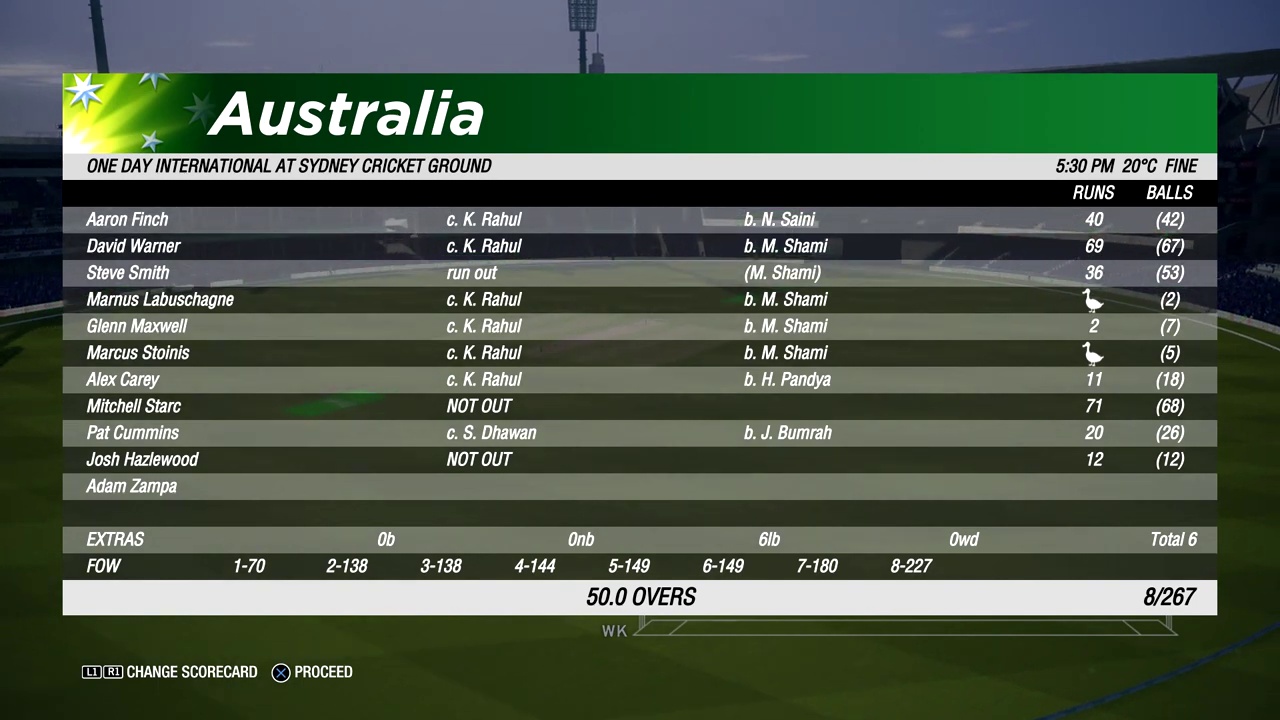 Australia
ONE DAY INTERNATIONAL AT SYDNEY CRICKET GROUND 5:30 PM 20°C FINE
RUNS BALLS
Aaron Finch c. K. Rahul b. N. Saini 40 (42)
David Warner c. K. Rahul b. M. Shami 69 (67)
Steve Smith run out (M. Shami) 36 (53)
Marnus Labuschagne c. K. Rahul b. M. Shami (2)
Glenn Maxwell c. K. Rahul b. M. Shami 2 (7)
Marcus Stoinis c. K. Rahul b. M. Shami (5)
Alex Carey c. K. Rahul b. H. Pandya 11 (18)
Mitchell Starc NOT OUT 71 (68)
Pat Cummins c. S. Dhawan b. J. Bumrah 20 (26)
Josh Hazlewood NOT OUT 12 (12)
Adam Zampa
EXTRAS 0b 0nb 6lb 0wd Total 6
FOW 1-70 2-138 3-138 4-144 5-149 6-149 7-180 8-227
50.0 OVERS 8/267
WK
L1 R1 CHANGE SCORECARD PROCEED